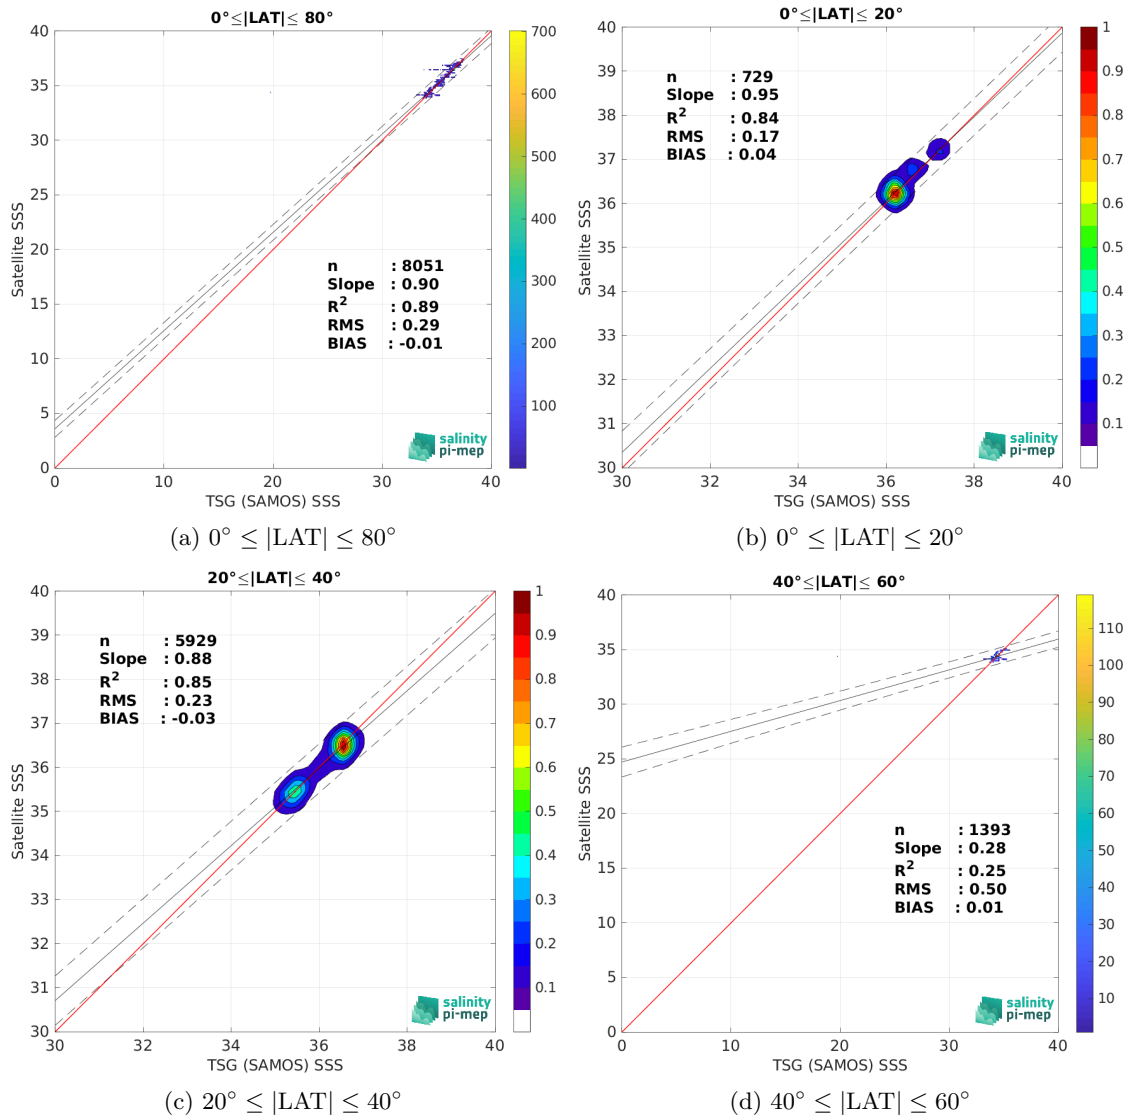 0°≤|LAT|≤ 80°
40
35
30
25
20
15
10
5
0
Satellite SSS
0
10
20
30
40
TSG (SAMOS) SSS
n : 8051
Slope : 0.90
R² : 0.89
RMS : 0.29
BIAS : -0.01
salinity
pi-mep
700
600
500
400
300
200
100
(a) 0° ≤ |LAT| ≤ 80°
0°≤|LAT|≤ 20°
40
39
38
37
36
35
34
33
32
31
30
Satellite SSS
30
32
34
36
38
40
TSG (SAMOS) SSS
n : 729
Slope : 0.95
R² : 0.84
RMS : 0.17
BIAS : 0.04
salinity
pi-mep
1
0.9
0.8
0.7
0.6
0.5
0.4
0.3
0.2
0.1
(b) 0° ≤ |LAT| ≤ 20°
20°≤|LAT|≤ 40°
40
39
38
37
36
35
34
33
32
31
30
Satellite SSS
30
32
34
36
38
40
TSG (SAMOS) SSS
n : 5929
Slope : 0.88
R² : 0.85
RMS : 0.23
BIAS : -0.03
salinity
pi-mep
1
0.9
0.8
0.7
0.6
0.5
0.4
0.3
0.2
0.1
(c) 20° ≤ |LAT| ≤ 40°
40°≤|LAT|≤ 60°
40
35
30
25
20
15
10
5
0
Satellite SSS
0
10
20
30
40
TSG (SAMOS) SSS
n : 1393
Slope : 0.28
R² : 0.25
RMS : 0.50
BIAS : 0.01
salinity
pi-mep
110
100
90
80
70
60
50
40
30
20
10
(d) 40° ≤ |LAT| ≤ 60°